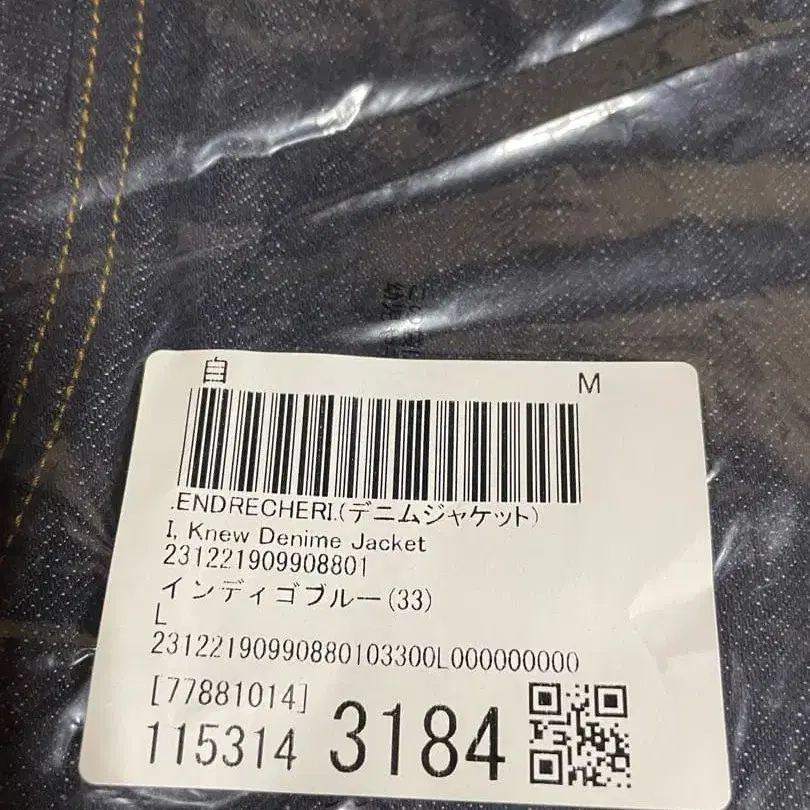 自 M
.ENDRECHERI.(デニムジャケット)
I, Knew Denime Jacket
231221909908801
インディゴブルー(33)
L
23122190990880103300L000000000
[77881014]
115314 3184